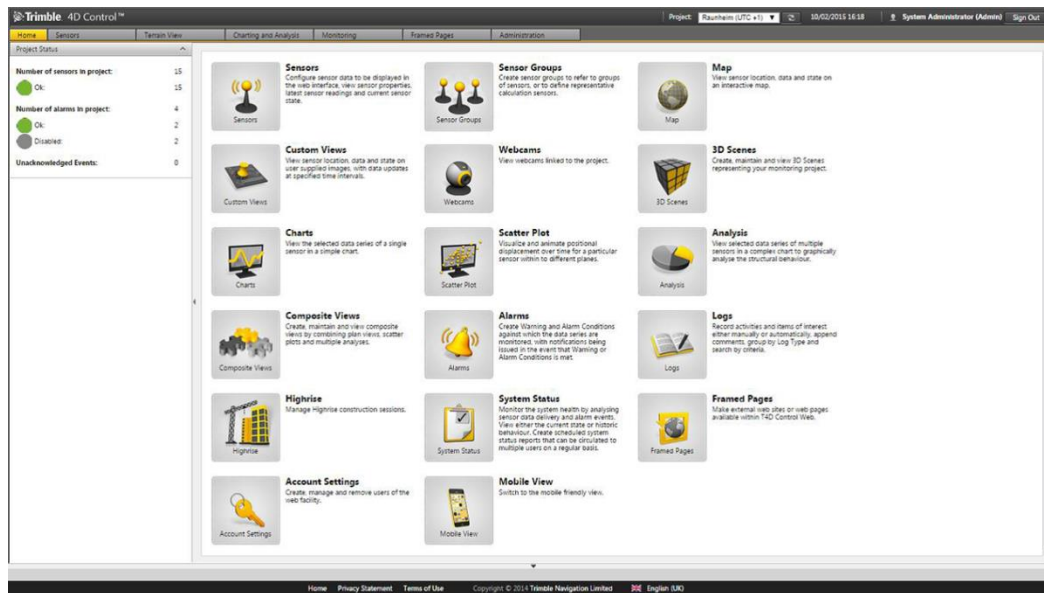 Trimble. 4D Control™
Project: Raunheim (UTC +1) 10/02/2015 16:18 System Administrator (Admin) Sign Out
Home Sensors Terrain View Charting and Analysis Monitoring Framed Pages Administration
Project Status
Number of sensors in project: 15
Ok: 15
Number of alarms in project: 4
Ok: 2
Disabled: 2
Unacknowledged Events: 0
Sensors
Configure sensor data to be displayed in
the web interface, view sensor properties,
latest sensor readings and current sensor
state.
Sensors
Sensor Groups
Create sensor groups to refer to groups
of sensors, or to define representative
calculation sensors.
Sensor Groups
Map
View sensor location, data and state on
an interactive map.
Map
Custom Views
View sensor location, data and state on
user supplied images, with data updates
at specified time intervals.
Custom Views
Webcams
View webcams linked to the project.
Webcams
3D Scenes
Create, maintain and view 3D Scenes
representing your monitoring project.
3D Scenes
Charts
View the selected data series of a single
sensor in a simple chart.
Charts
Scatter Plot
Visualize and animate positional
displacement over time for a particular
sensor within to different planes.
Scatter Plot
Analysis
View selected data series of multiple
sensors in a complex chart to graphically
analyse the structural behaviour.
Analysis
Composite Views
Create, maintain and view composite
views by combining plan views, scatter
plots and multiple analyses.
Composite Views
Alarms
Create Warning and Alarm Conditions
against which the data series are
monitored, with notifications being
issued in the event that Warning or
Alarm Conditions is met.
Alarms
Logs
Record activities and items of interest
either manually or automatically, append
comments, group by Log Type and
search by criteria.
Logs
Highrise
Manage Highrise construction sessions.
Highrise
System Status
Monitor the system health by analysing
sensor data delivery and alarm events.
View either the current state or historic
behaviour. Create scheduled system
status reports that can be circulated to
multiple users on a regular basis.
System Status
Framed Pages
Make external web sites or web pages
available within T4D Control Web.
Framed Pages
Account Settings
Create, manage and remove users of the
web facility.
Account Settings
Mobile View
Switch to the mobile friendly view.
Mobile View
Home Privacy Statement Terms of Use Copyright © 2014 Trimble Navigation Limited English (UK)